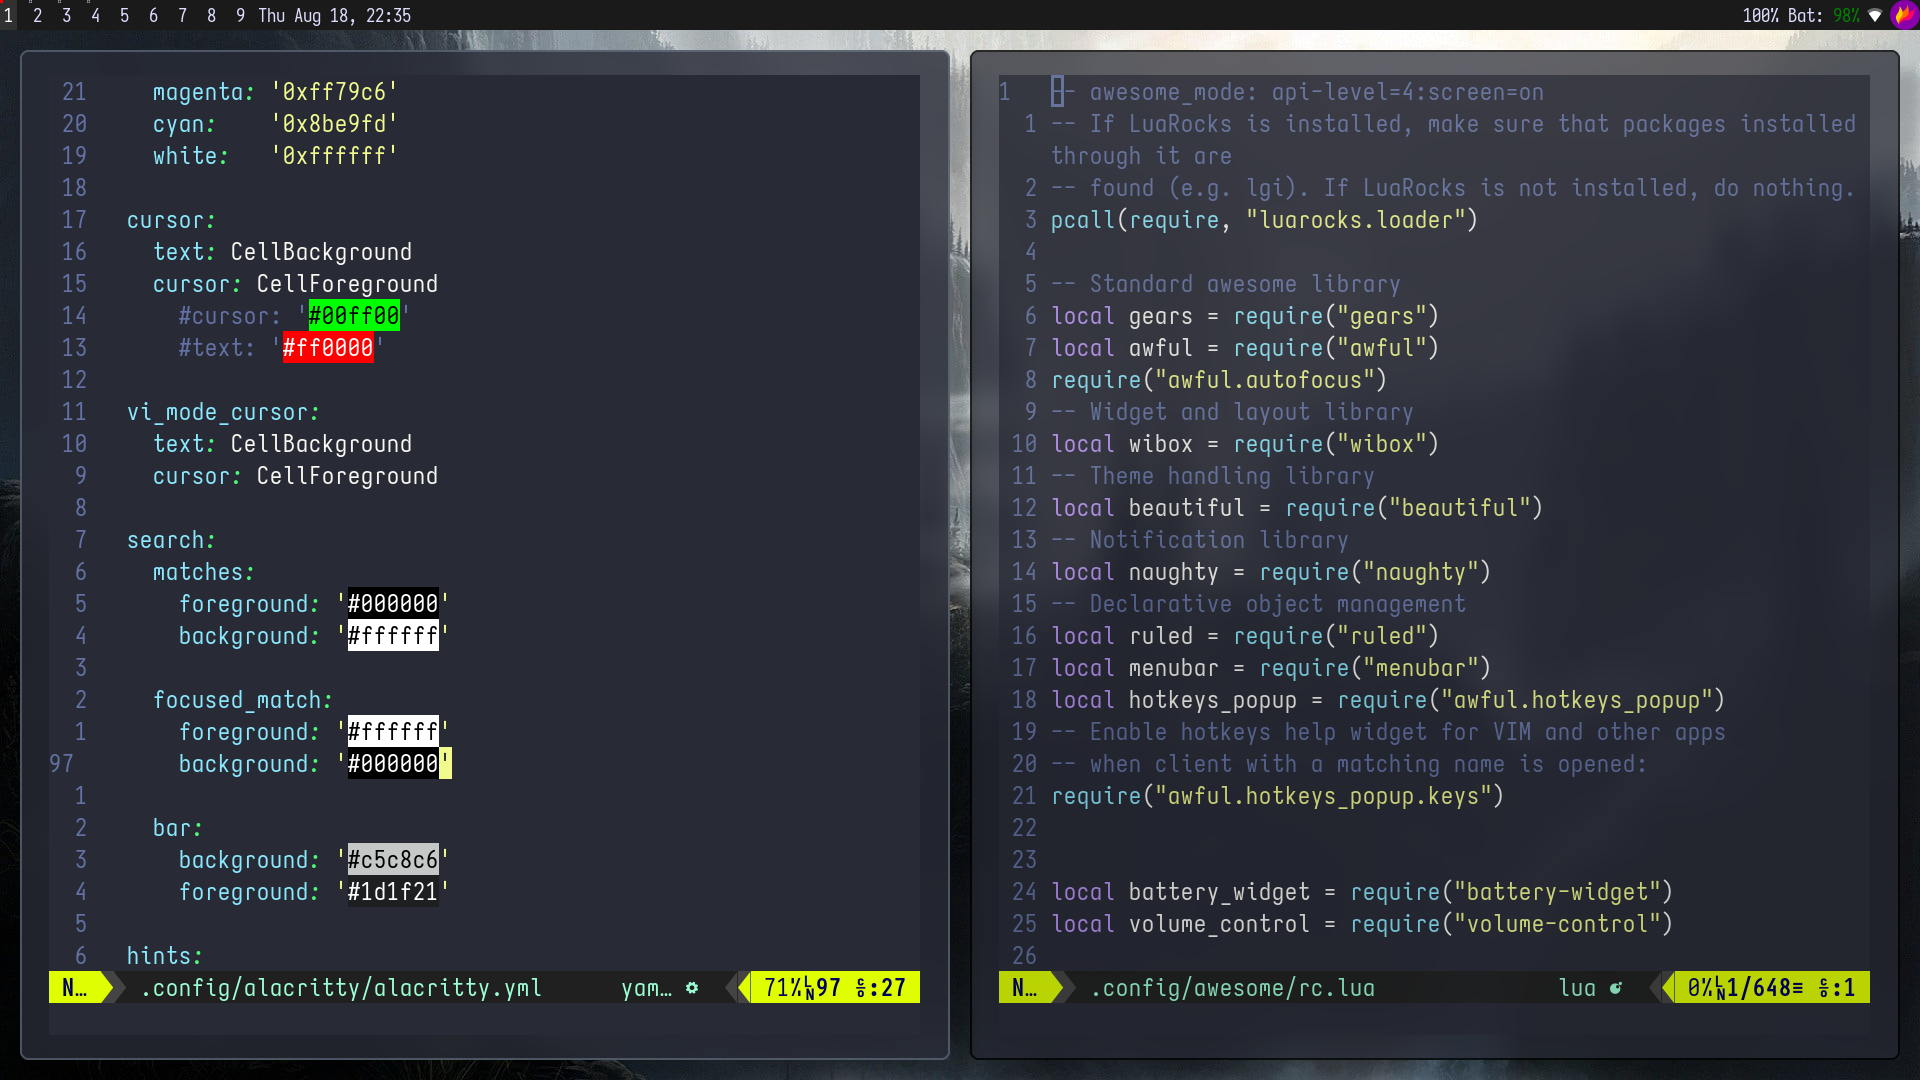 1 2 3 4 5 6 7 8 9 Thu Aug 18, 22:35
100% Bat: 98%
21 magenta: '0xff79c6'
20 cyan: '0x8be9fd'
19 white: '0xffffff'
18
17 cursor:
16 text: CellBackground
15 cursor: CellForeground
14 #cursor: '#00ff00'
13 #text: '#ff0000'
12
11 vi_mode_cursor:
10 text: CellBackground
9 cursor: CellForeground
8
7 search:
6 matches:
5 foreground: '#000000'
4 background: '#ffffff'
3
2 focused_match:
1 foreground: '#ffffff'
97 background: '#000000'
1
2 bar:
3 background: '#c5c8c6'
4 foreground: '#1d1f21'
5
6 hints:
N… .config/alacritty/alacritty.yml yam… 71% LN 97 co:27
1 -- awesome_mode: api-level=4:screen=on
1 -- If LuaRocks is installed, make sure that packages installed
through it are
2 -- found (e.g. lgi). If LuaRocks is not installed, do nothing.
3 pcall(require, "luarocks.loader")
4
5 -- Standard awesome library
6 local gears = require("gears")
7 local awful = require("awful")
8 require("awful.autofocus")
9 -- Widget and layout library
10 local wibox = require("wibox")
11 -- Theme handling library
12 local beautiful = require("beautiful")
13 -- Notification library
14 local naughty = require("naughty")
15 -- Declarative object management
16 local ruled = require("ruled")
17 local menubar = require("menubar")
18 local hotkeys_popup = require("awful.hotkeys_popup")
19 -- Enable hotkeys help widget for VIM and other apps
20 -- when client with a matching name is opened:
21 require("awful.hotkeys_popup.keys")
22
23
24 local battery_widget = require("battery-widget")
25 local volume_control = require("volume-control")
26
N… .config/awesome/rc.lua lua 0% LN 1/648≡ co:1